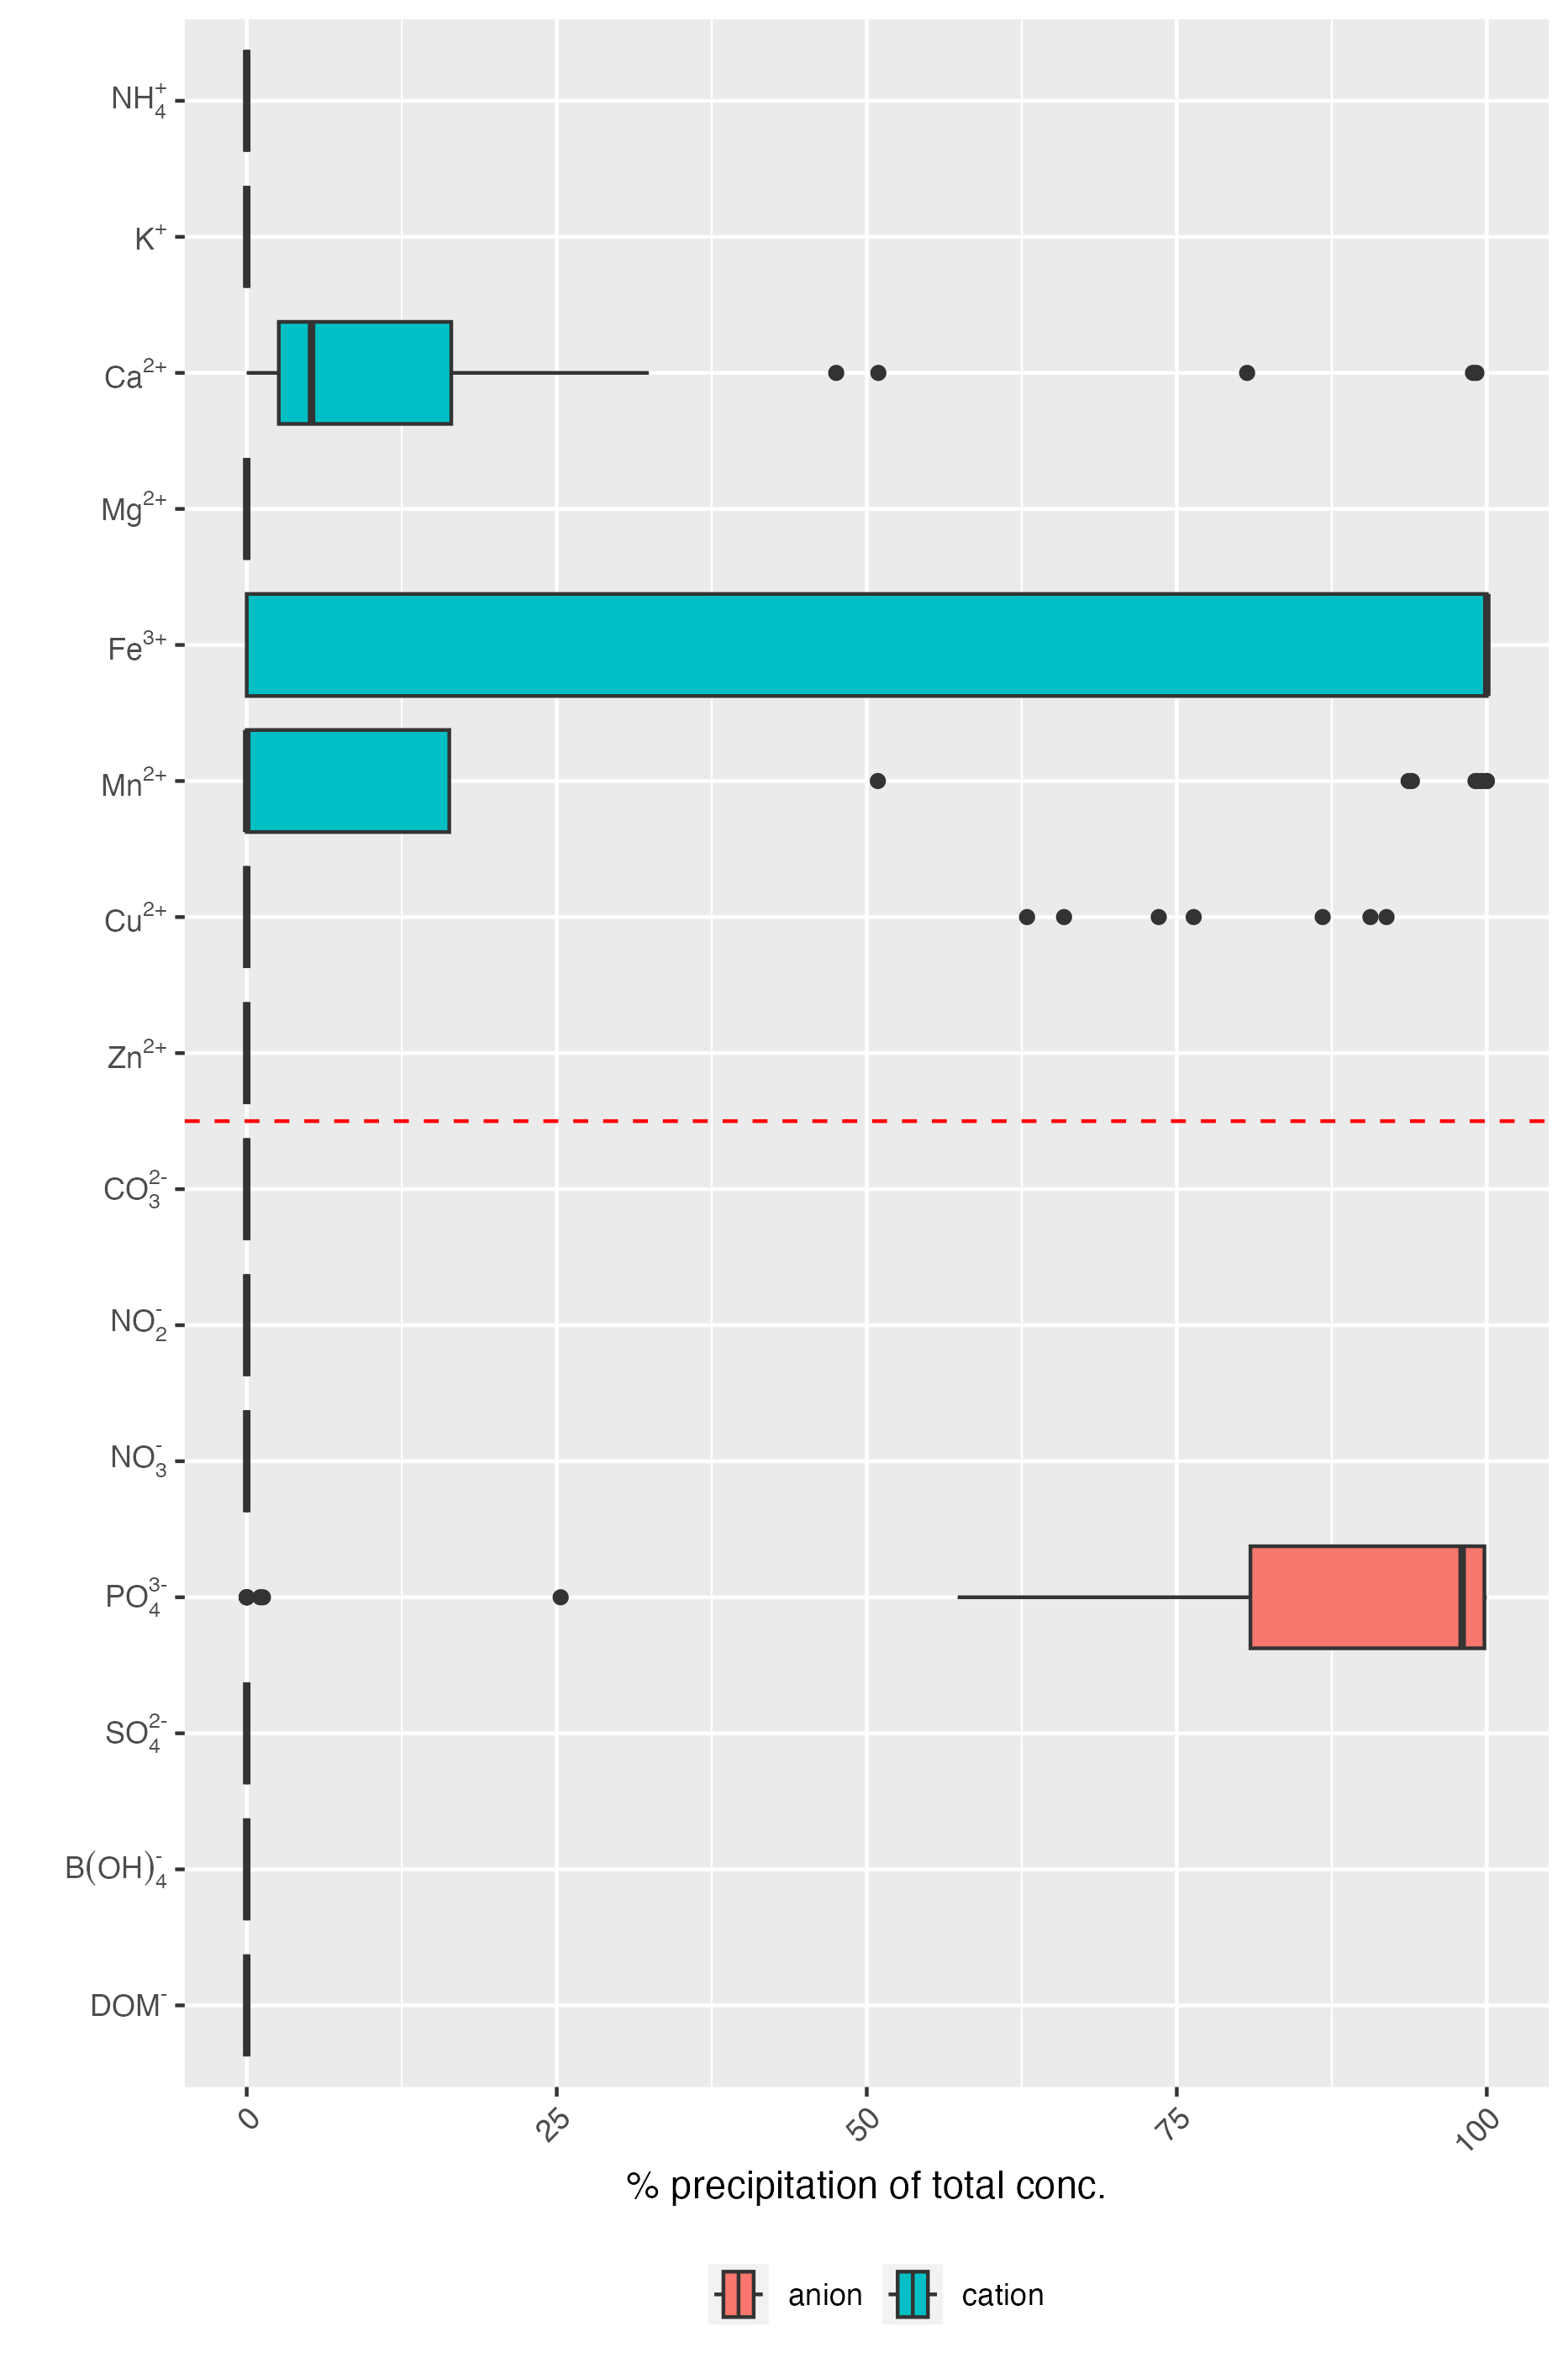 NH₄⁺
K⁺
Ca²⁺
Mg²⁺
Fe³⁺
Mn²⁺
Cu²⁺
Zn²⁺
CO₃²⁻
NO₂⁻
NO₃⁻
PO₄³⁻
SO₄²⁻
B(OH)₄⁻
DOM⁻
0 25 50 75 100
% precipitation of total conc.
anion cation